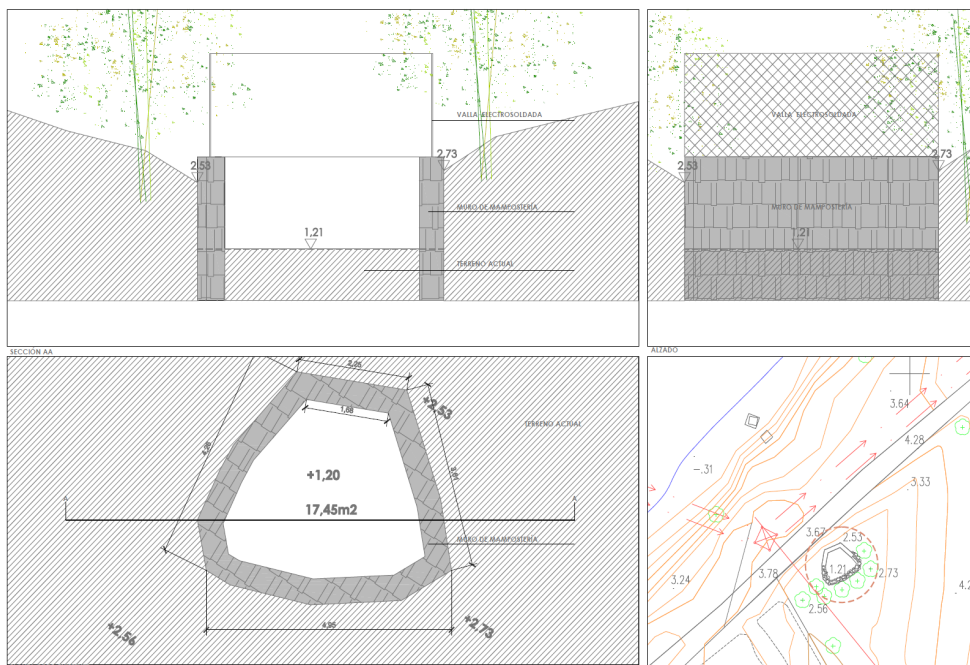 VALLA ELECTROSOLDADA
2.53
2.73
MURO DE MAMPOSTERÍA
1,21
TERRENO ACTUAL
SECCIÓN AA
VALLA ELECTROSOLDADA
2.53
2.73
MURO DE MAMPOSTERÍA
1,21
ALZADO
2,25
+2.53
1,68
TERRENO ACTUAL
3,61
+1,20
A
A
17,45m2
MURO DE MAMPOSTERÍA
4,95
+2.56
+2.73
3.64
4.28
-.31
3.33
3.67
2.53
3.78
1.21
2.73
3.24
2.56